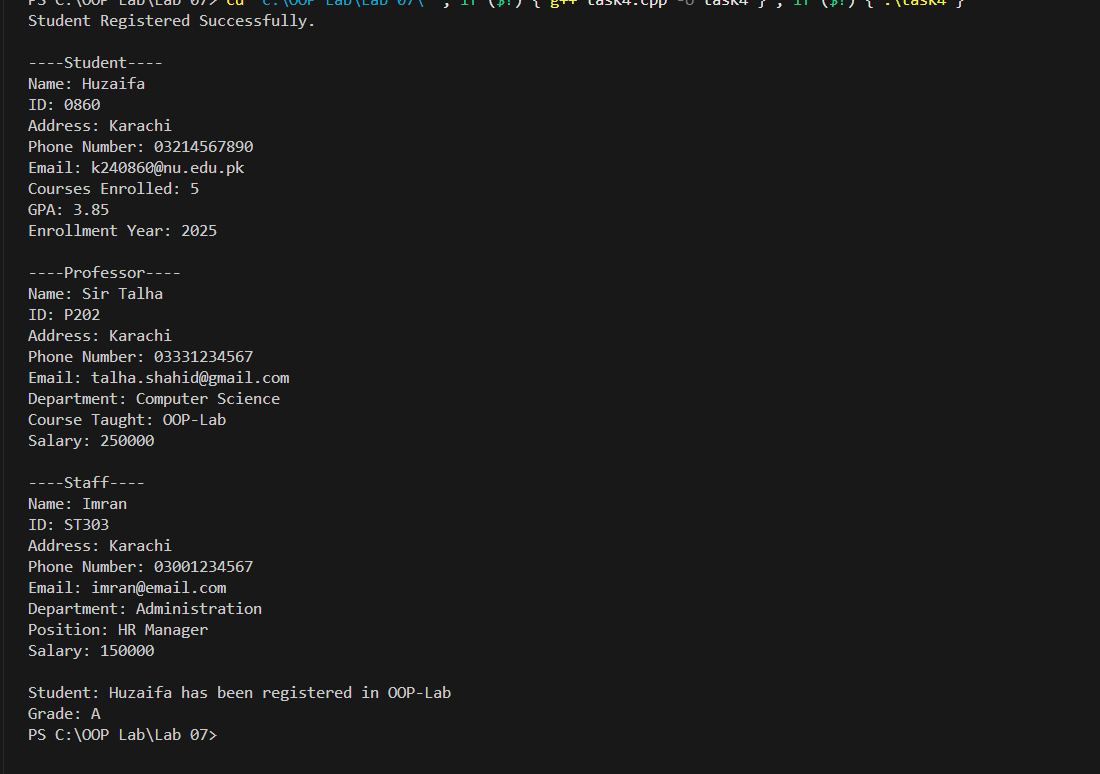 PS C:\OOP Lab\Lab 07> cd "c:\OOP Lab\Lab 07\" ; if ($?) { g++ task4.cpp -o task4 } ; if ($?) { .\task4 }
Student Registered Successfully.
----Student----
Name: Huzaifa
ID: 0860
Address: Karachi
Phone Number: 03214567890
Email: k240860@nu.edu.pk
Courses Enrolled: 5
GPA: 3.85
Enrollment Year: 2025
----Professor----
Name: Sir Talha
ID: P202
Address: Karachi
Phone Number: 03331234567
Email: talha.shahid@gmail.com
Department: Computer Science
Course Taught: OOP-Lab
Salary: 250000
----Staff----
Name: Imran
ID: ST303
Address: Karachi
Phone Number: 03001234567
Email: imran@email.com
Department: Administration
Position: HR Manager
Salary: 150000
Student: Huzaifa has been registered in OOP-Lab
Grade: A
PS C:\OOP Lab\Lab 07>